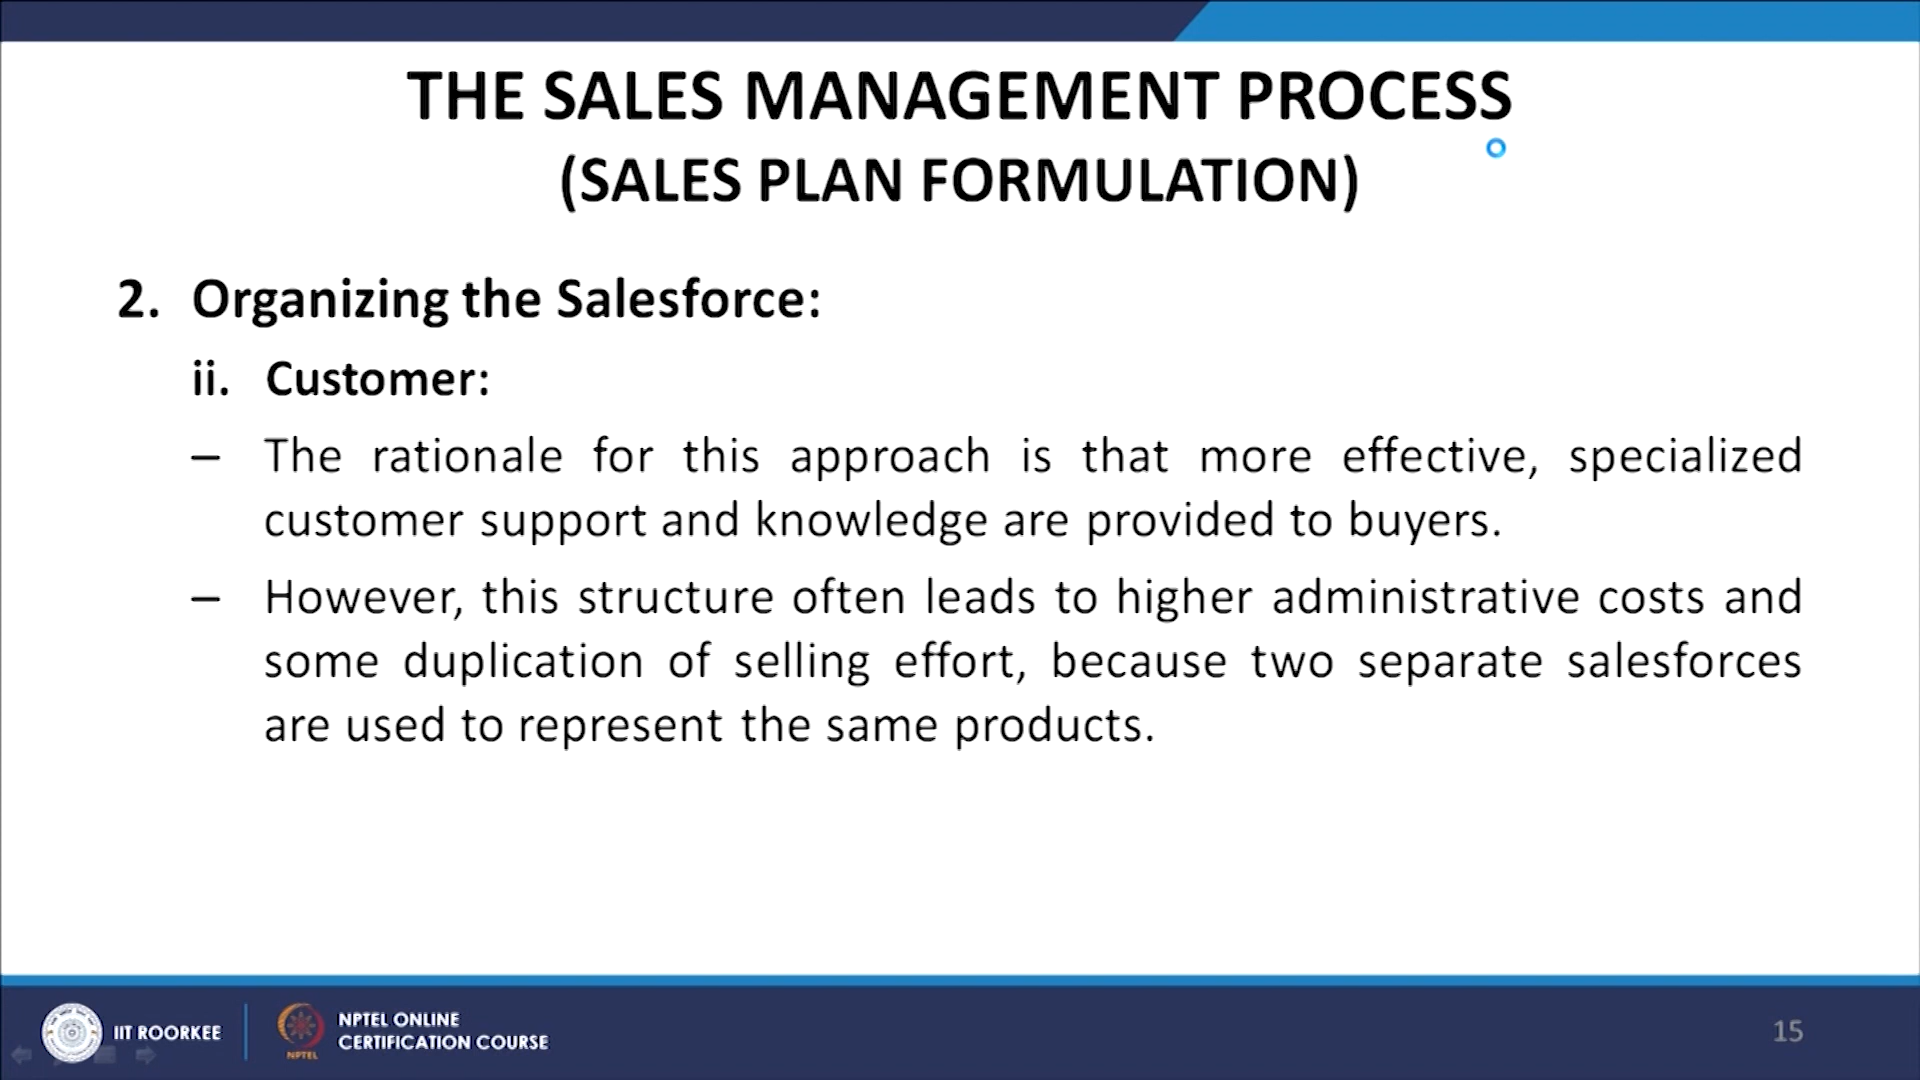 THE SALES MANAGEMENT PROCESS
(SALES PLAN FORMULATION)
2. Organizing the Salesforce:
ii. Customer:
– The rationale for this approach is that more effective, specialized
customer support and knowledge are provided to buyers.
– However, this structure often leads to higher administrative costs and
some duplication of selling effort, because two separate salesforces
are used to represent the same products.
IIT ROORKEE
NPTEL
NPTEL ONLINE
CERTIFICATION COURSE
15